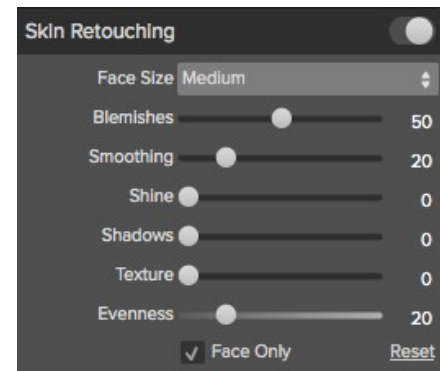 Skin Retouching
Face Size Medium
Blemishes 50
Smoothing 20
Shine 0
Shadows 0
Texture 0
Evenness 20
Face Only Reset